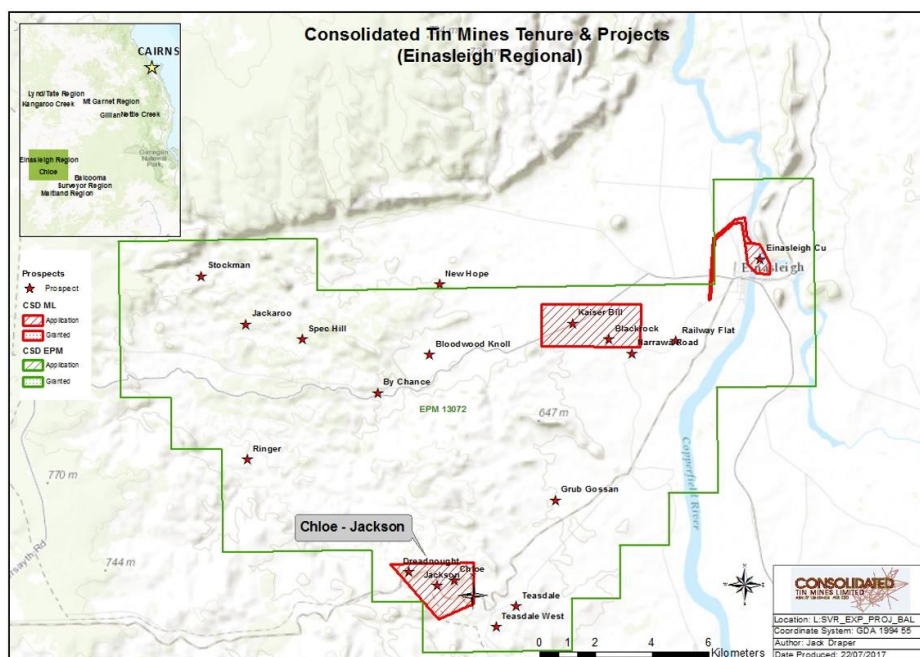 Consolidated Tin Mines Tenure & Projects
(Einasleigh Regional)
CAIRNS
Lynd/Tate Region
Kangaroo Creek
Mt Garnet Region
Gillian
Nettle Creek
Einasleigh Region
Chloe
Balcooma
Surveyor Region
Maitland Region
Prospects
Prospect
CSD ML
Application
Granted
CSD EPM
Application
Granted
Stockman
New Hope
Einasleigh Cu
Einasleigh
Jackaroo
Spec Hill
Kaiser Bill
Blackrock
Railway Flat
Narrawa Road
Bloodwood Knoll
By Chance
EPM 13072
647 m
Copperfield River
Ringer
770 m
Grub Gossan
744 m
Chloe - Jackson
Dreadnought
Chloe
Jackson
Teasdale
Teasdale West
0 1 2 4 6
Kilometers
CONSOLIDATED
TIN MINES LIMITED
Location: L:SVR_EXP_PROJ_BAL
Coordinate System: GDA 1994 55
Author: Jack Draper
Date Produced: 22/07/2017